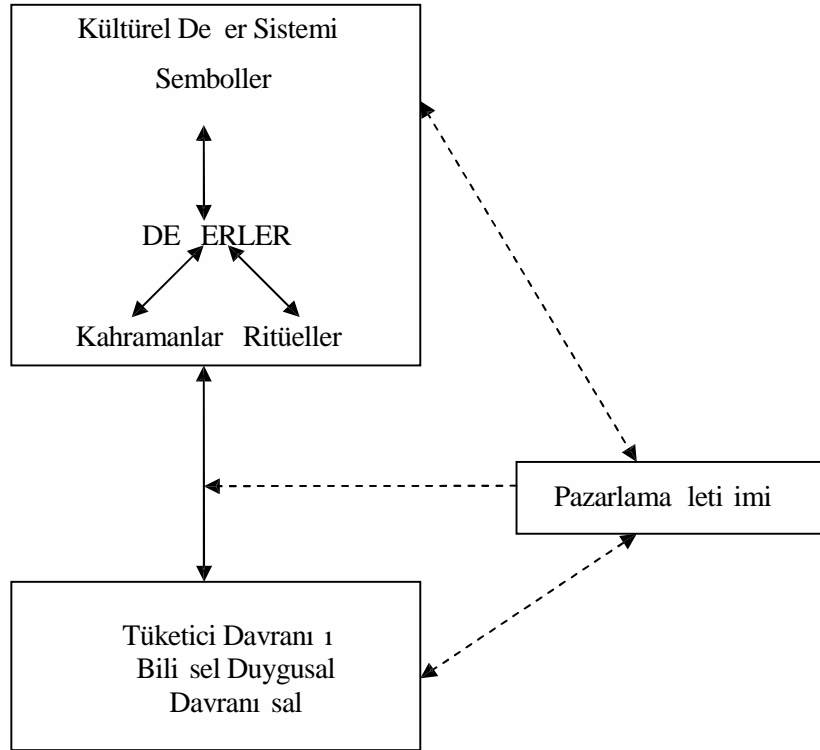 Kültürel De er Sistemi
Semboller
DE ERLER
Kahramanlar Ritüeller
Pazarlama leti imi
Tüketici Davranı ı
Bili sel Duygusal
Davranı sal